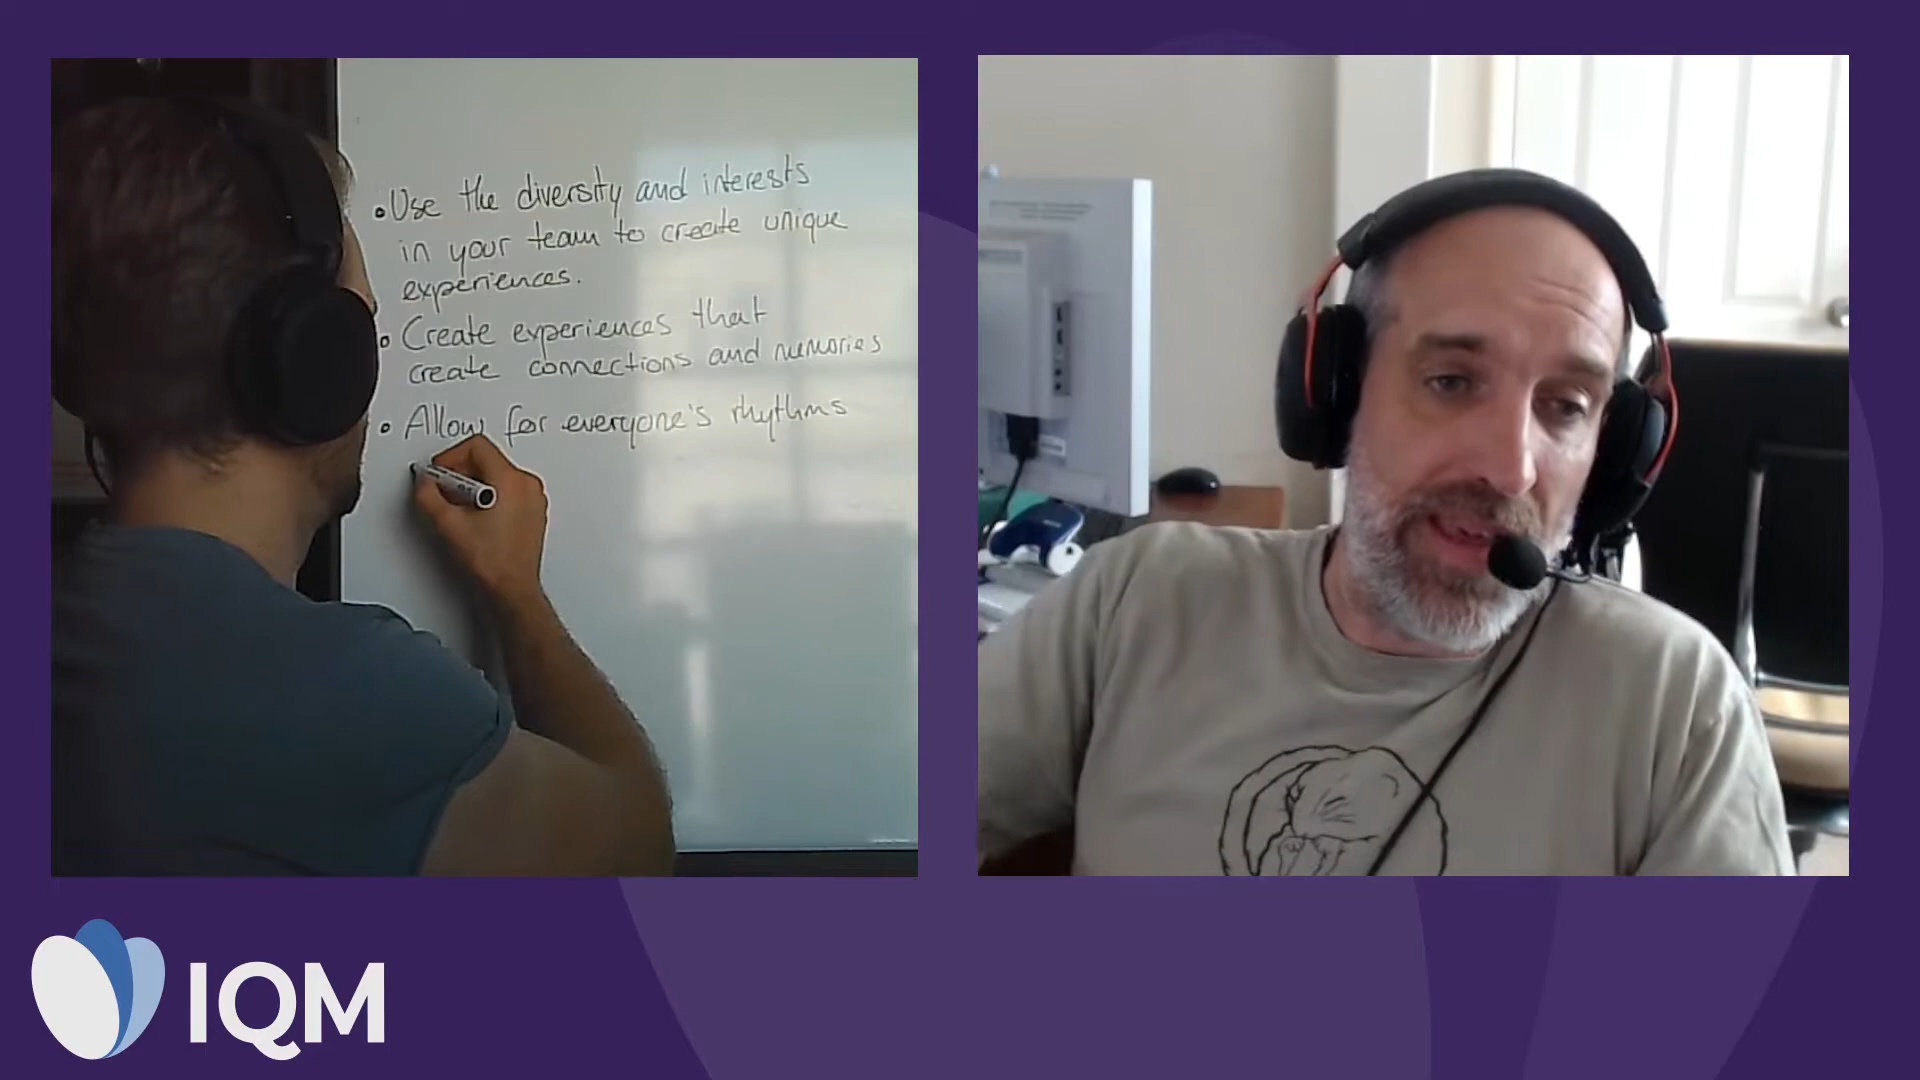 • Use the diversity and interests
in your team to create unique
experiences.
• Create experiences that
create connections and memories
• Allow for everyone's rhythms
IQM